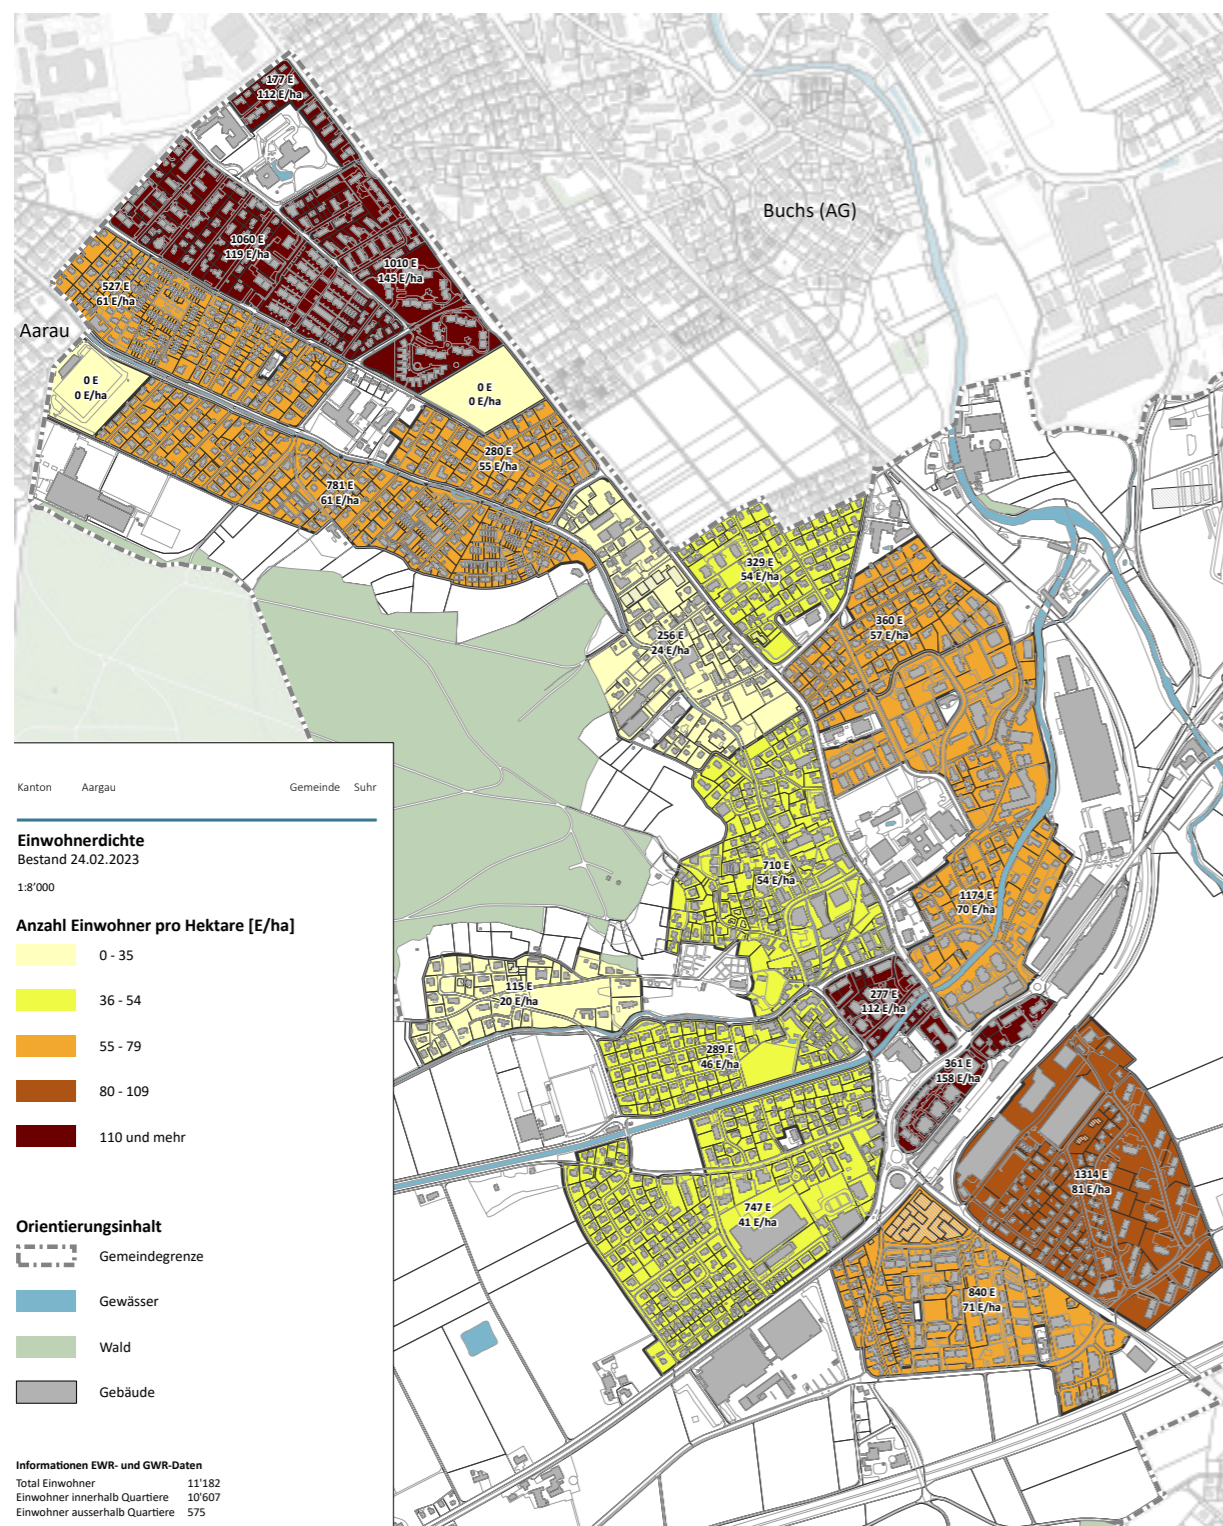 177 E
112 E/ha
Buchs (AG)
1060 E
119 E/ha
1010 E
145 E/ha
527 E
61 E/ha
Aarau
0 E
0 E/ha
0 E
0 E/ha
280 E
55 E/ha
781 E
61 E/ha
329 E
54 E/ha
360 E
57 E/ha
256 E
24 E/ha
710 E
54 E/ha
1174 E
70 E/ha
115 E
20 E/ha
277 E
112 E/ha
289 E
46 E/ha
361 E
158 E/ha
1314 E
81 E/ha
747 E
41 E/ha
840 E
71 E/ha
Kanton Aargau Gemeinde Suhr
Einwohnerdichte
Bestand 24.02.2023
1:8'000
Anzahl Einwohner pro Hektare [E/ha]
0 - 35
36 - 54
55 - 79
80 - 109
110 und mehr
Orientierungsinhalt
Gemeindegrenze
Gewässer
Wald
Gebäude
Informationen EWR- und GWR-Daten
Total Einwohner 11'182
Einwohner innerhalb Quartiere 10'607
Einwohner ausserhalb Quartiere 575